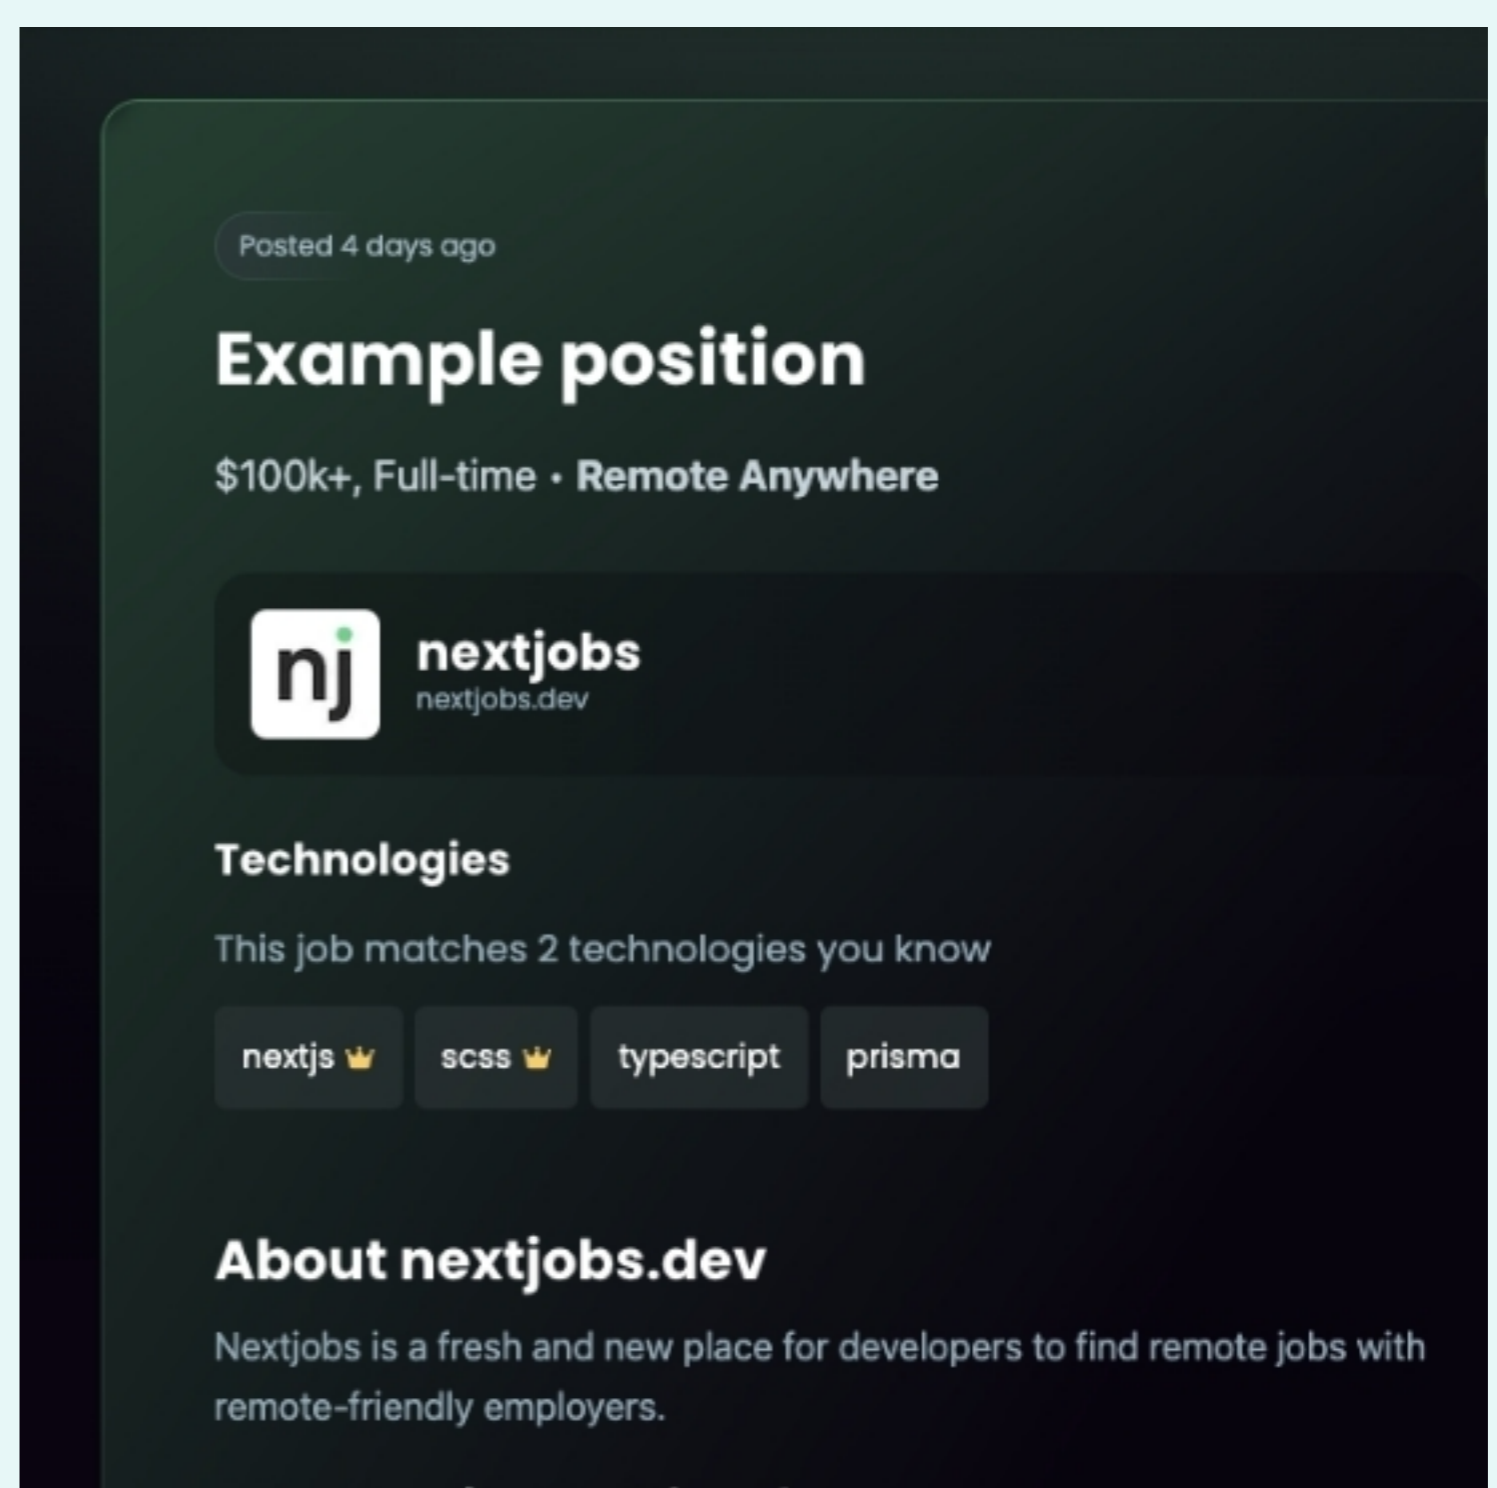 Posted 4 days ago
Example position
$100k+, Full-time • Remote Anywhere
nj
nextjobs
nextjobs.dev
Technologies
This job matches 2 technologies you know
nextjs
scss
typescript
prisma
About nextjobs.dev
Nextjobs is a fresh and new place for developers to find remote jobs with
remote-friendly employers.